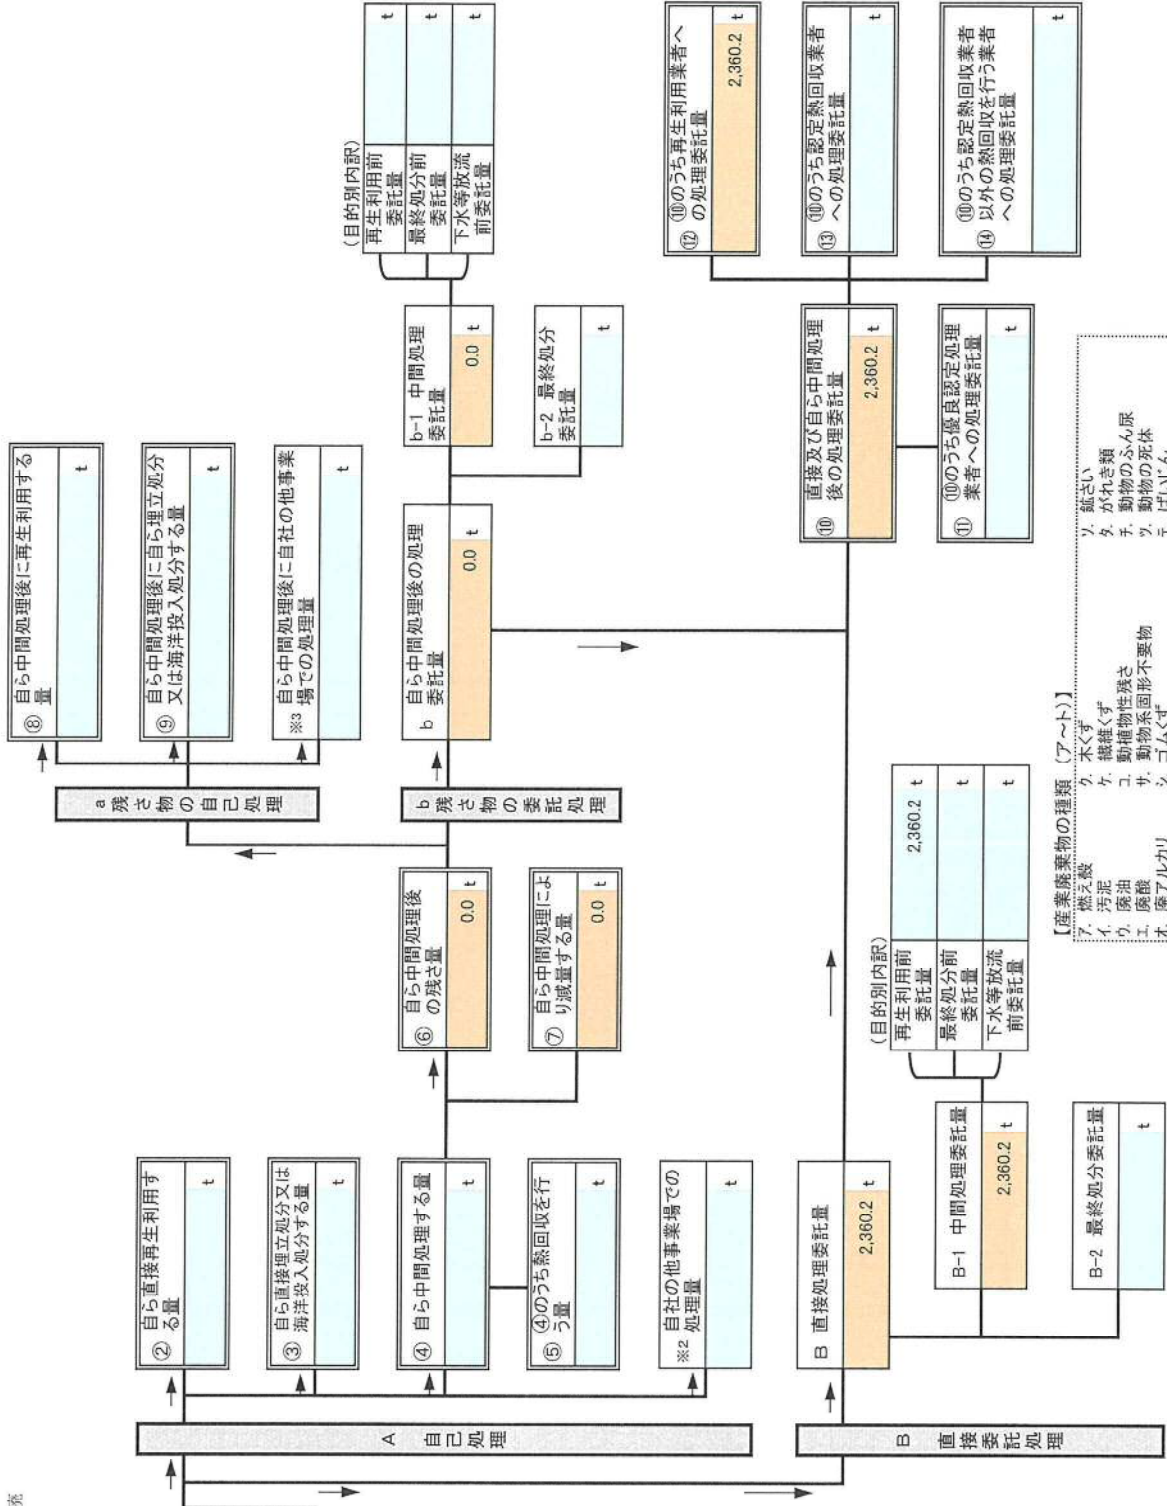 売
A 自己処理
② 自ら直接再生利用す
る量
t
③ 自ら直接埋立処分又は
海洋投入処分する量
t
④ 自ら中間処理する量
t
⑤ ④のうち熱回収を行
う量
t
※2 自社の他事業場での
処理量
t
⑥ 自ら中間処理後
の残さ量
0.0 t
⑦ 自ら中間処理によ
り減量する量
0.0 t
a 残さ物の自己処理
⑧ 自ら中間処理後に再生利用する
量
t
⑨ 自ら中間処理後に自ら埋立処分
又は海洋投入処分する量
t
※3 自ら中間処理後に自社の他事業
場での処理量
t
b 残さ物の委託処理
b 自ら中間処理後の処理
委託量
0.0 t
b-1 中間処理
委託量
0.0 t
b-2 最終処分
委託量
t
(目的別内訳)
再生利用前
委託量
t
最終処分前
委託量
t
下水等放流
前委託量
t
B 直接委託処理
B 直接処理委託量
2,360.2 t
B-1 中間処理委託量
2,360.2 t
B-2 最終処分委託量
t
(目的別内訳)
再生利用前
委託量
2,360.2 t
最終処分前
委託量
t
下水等放流
前委託量
t
⑩ 直接及び自ら中間処理
後の処理委託量
2,360.2 t
⑪ ⑩のうち優良認定処理
業者への処理委託量
t
⑫ ⑩のうち再生利用業者へ
の処理委託量
2,360.2 t
⑬ ⑩のうち認定熱回収業者
への処理委託量
t
⑭ ⑩のうち認定熱回収業者
以外の熱回収を行う業者
への処理委託量
t
【産業廃棄物の種類(ア~ト)】
ア. 燃え殻
イ. 汚泥
ウ. 廃油
エ. 廃酸
オ. 廃アルカリ
ク. 木くず
ケ. 繊維くず
コ. 動植物性残さ
サ. 動物系固形不要物
シ. ゴムくず
ソ. 鉱さい
タ. がれき類
チ. 動物のふん尿
ツ. 動物の死体
テ. ばいじん